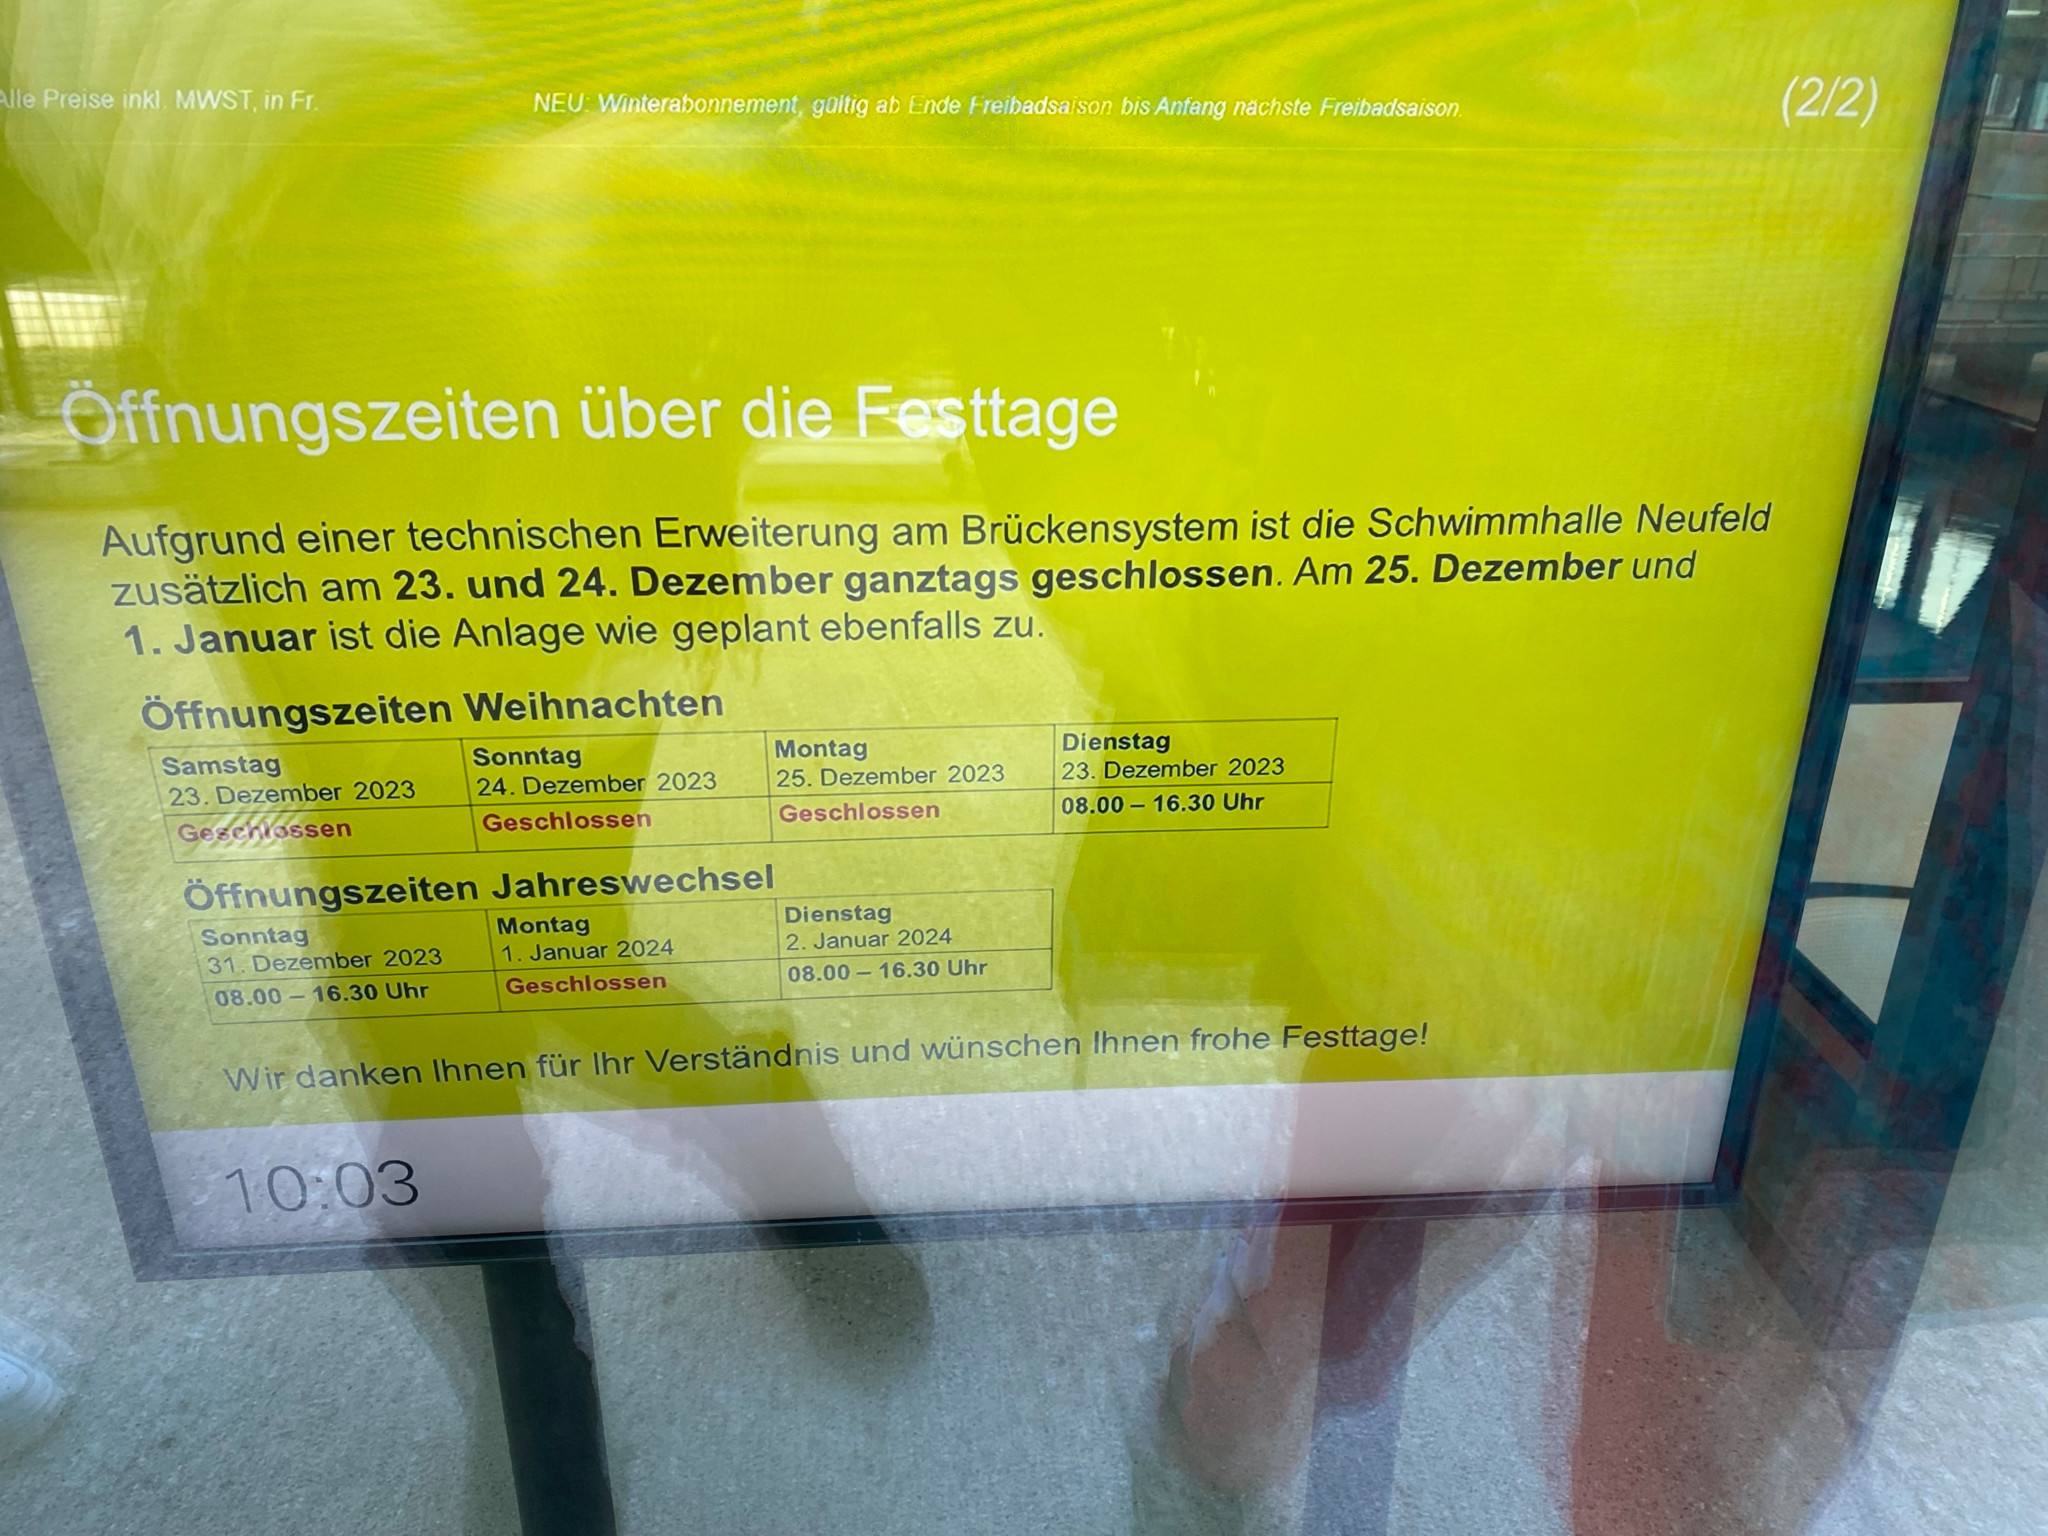 Alle Preise inkl. MWST, in Fr.
NEU: Winterabonnement, gültig ab Ende Freibadsaison bis Anfang nächste Freibadsaison.
(2/2)
Öffnungszeiten über die Festtage
Aufgrund einer technischen Erweiterung am Brückensystem ist die Schwimmhalle Neufeld
zusätzlich am 23. und 24. Dezember ganztags geschlossen. Am 25. Dezember und
1. Januar ist die Anlage wie geplant ebenfalls zu.
Öffnungszeiten Weihnachten
Samstag Sonntag Montag Dienstag
23. Dezember 2023 24. Dezember 2023 25. Dezember 2023 23. Dezember 2023
Geschlossen Geschlossen Geschlossen 08.00 – 16.30 Uhr
Öffnungszeiten Jahreswechsel
Sonntag Montag Dienstag
31. Dezember 2023 1. Januar 2024 2. Januar 2024
08.00 – 16.30 Uhr Geschlossen 08.00 – 16.30 Uhr
Wir danken Ihnen für Ihr Verständnis und wünschen Ihnen frohe Festtage!
10:03